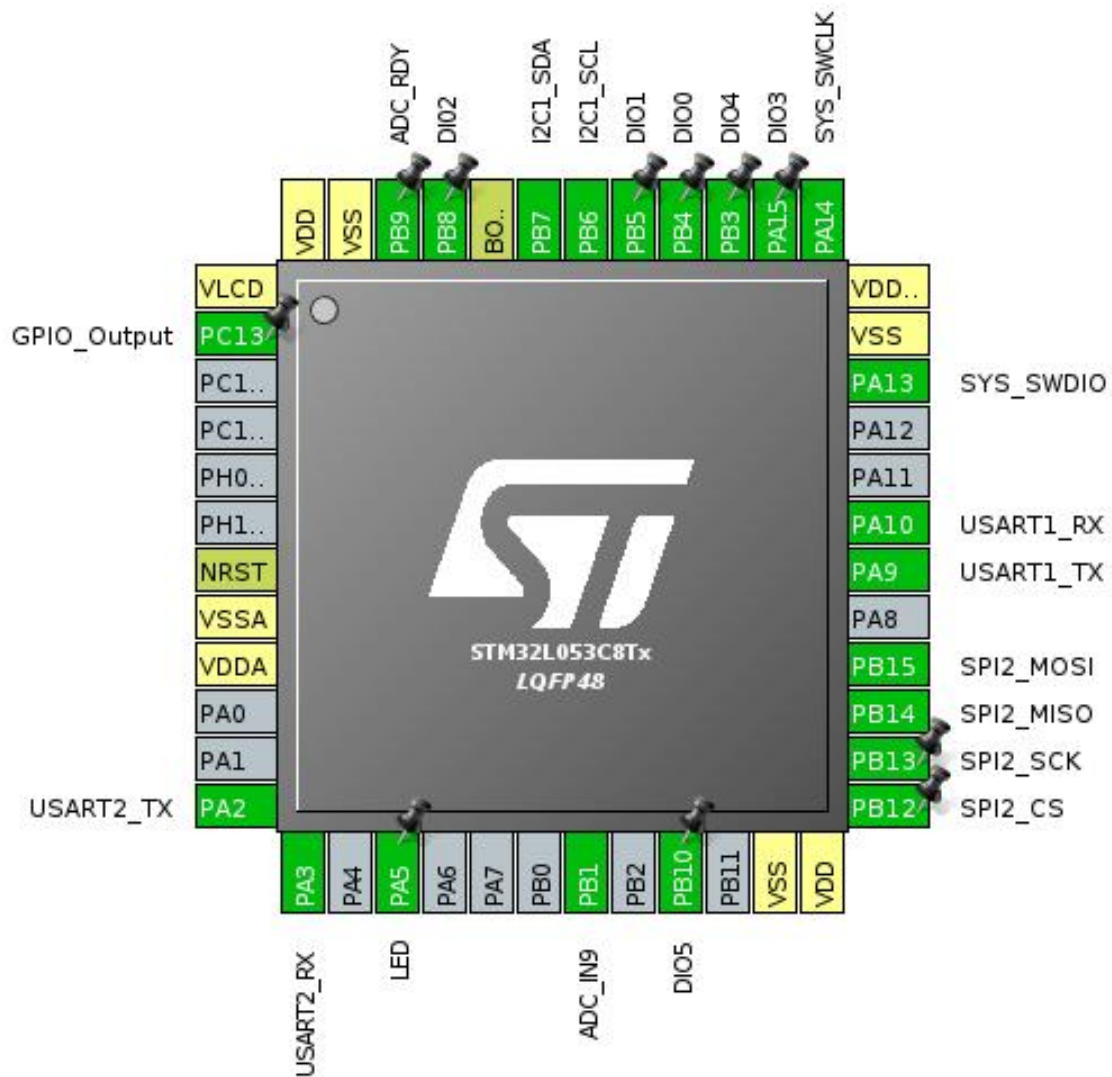 ADC_RDY
DIO2
I2C1_SDA
I2C1_SCL
DIO1
DIO0
DIO4
DIO3
SYS_SWCLK
VDD
VSS
PB9
PB8
BO..
PB7
PB6
PB5
PB4
PB3
PA15
PA14
VLCD
VDD..
GPIO_Output PC13
VSS
PC1..
PA13 SYS_SWDIO
PC1..
PA12
PH0..
PA11
PH1..
PA10 USART1_RX
NRST
PA9 USART1_TX
VSSA
PA8
VDDA
PB15 SPI2_MOSI
PA0
PB14 SPI2_MISO
PA1
PB13 SPI2_SCK
USART2_TX PA2
PB12 SPI2_CS
ST
STM32L053C8Tx
LQFP48
PA3
PA4
PA5
PA6
PA7
PB0
PB1
PB2
PB10
PB11
VSS
VDD
USART2_RX
LED
ADC_IN9
DIO5